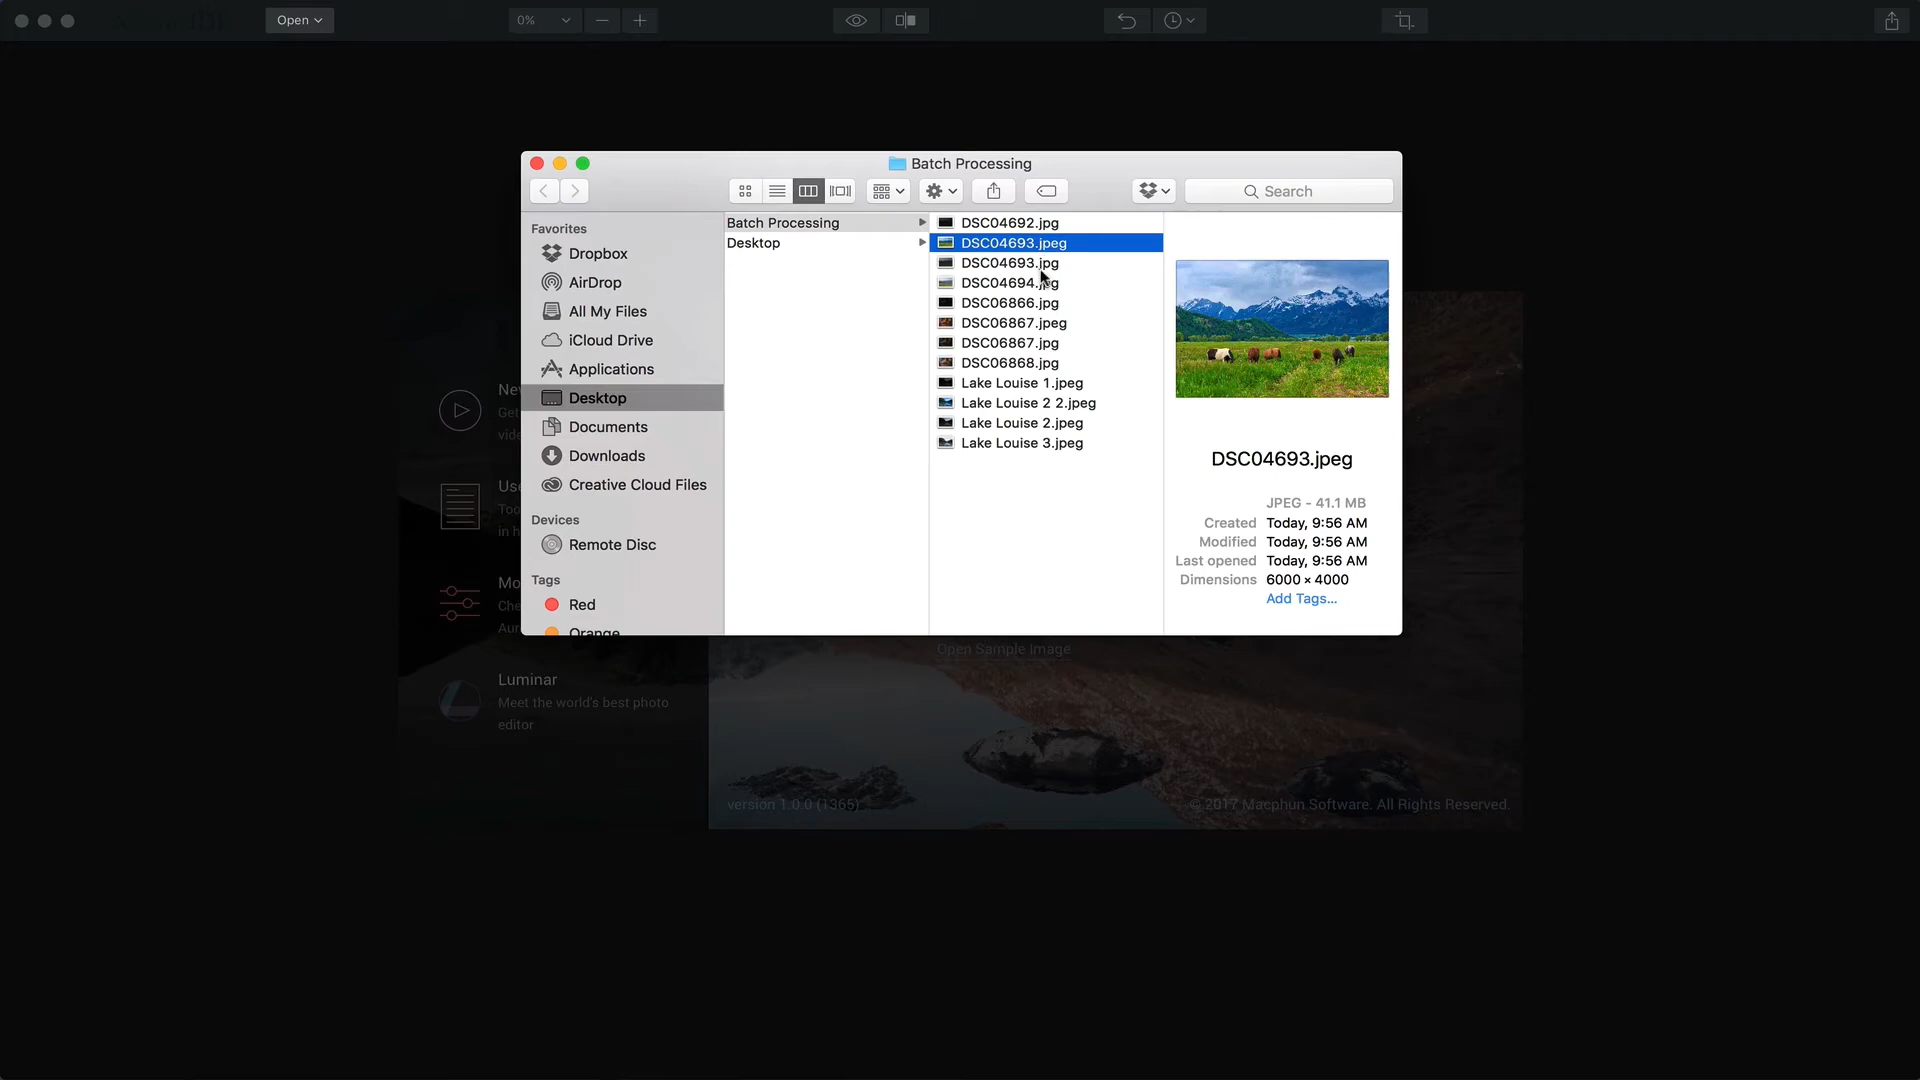 Open
0%
Batch Processing
Search
Favorites
Dropbox
AirDrop
All My Files
iCloud Drive
Applications
Desktop
Documents
Downloads
Creative Cloud Files
Devices
Remote Disc
Tags
Red
Orange
Batch Processing
Desktop
DSC04692.jpg
DSC04693.jpeg
DSC04693.jpg
DSC04694.jpg
DSC06866.jpg
DSC06867.jpeg
DSC06867.jpg
DSC06868.jpg
Lake Louise 1.jpeg
Lake Louise 2 2.jpeg
Lake Louise 2.jpeg
Lake Louise 3.jpeg
DSC04693.jpeg
JPEG - 41.1 MB
Created Today, 9:56 AM
Modified Today, 9:56 AM
Last opened Today, 9:56 AM
Dimensions 6000 × 4000
Add Tags...
Get
Open Sample Image
Luminar
Meet the world's best photo
editor
version 1.0.0 (1365)
© 2017 Macphun Software. All Rights Reserved.